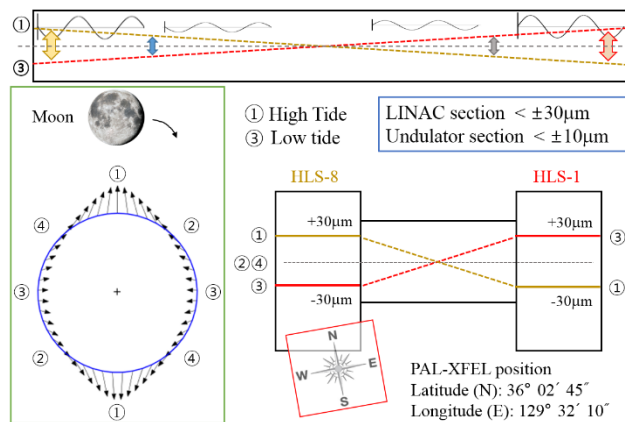 ①
③
Moon
① High Tide
③ Low tide
LINAC section < ±30μm
Undulator section < ±10μm
①
④
②
③
③
②
④
①
HLS-8
HLS-1
+30μm
+30μm
①
③
②④
③
①
-30μm
-30μm
N
W
E
S
PAL-XFEL position
Latitude (N): 36° 02´ 45˝
Longitude (E): 129° 32´ 10˝